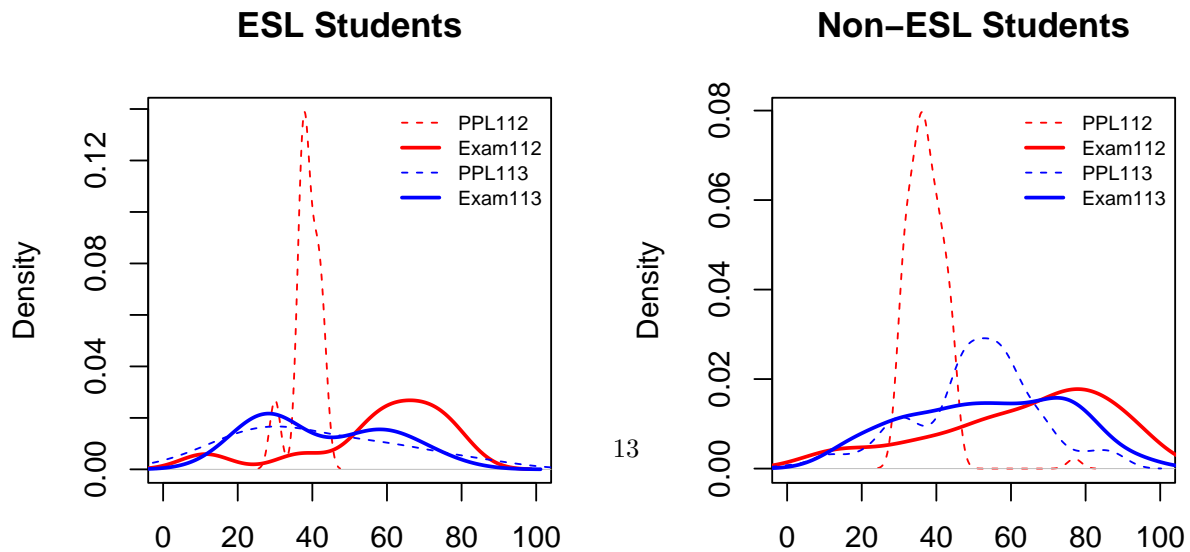 ESL Students
Density
0.00
0.04
0.08
0.12
PPL112
Exam112
PPL113
Exam113
0 20 40 60 80 100
13
Non−ESL Students
Density
0.00
0.02
0.04
0.06
0.08
PPL112
Exam112
PPL113
Exam113
0 20 40 60 80 100